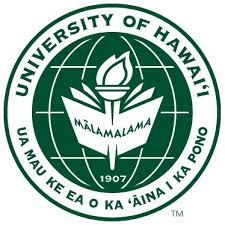 UNIVERSITY OF HAWAIʻI
MĀLAMALAMA
1907
UA MAU KE EA O KA ʻĀINA I KA PONO
TM